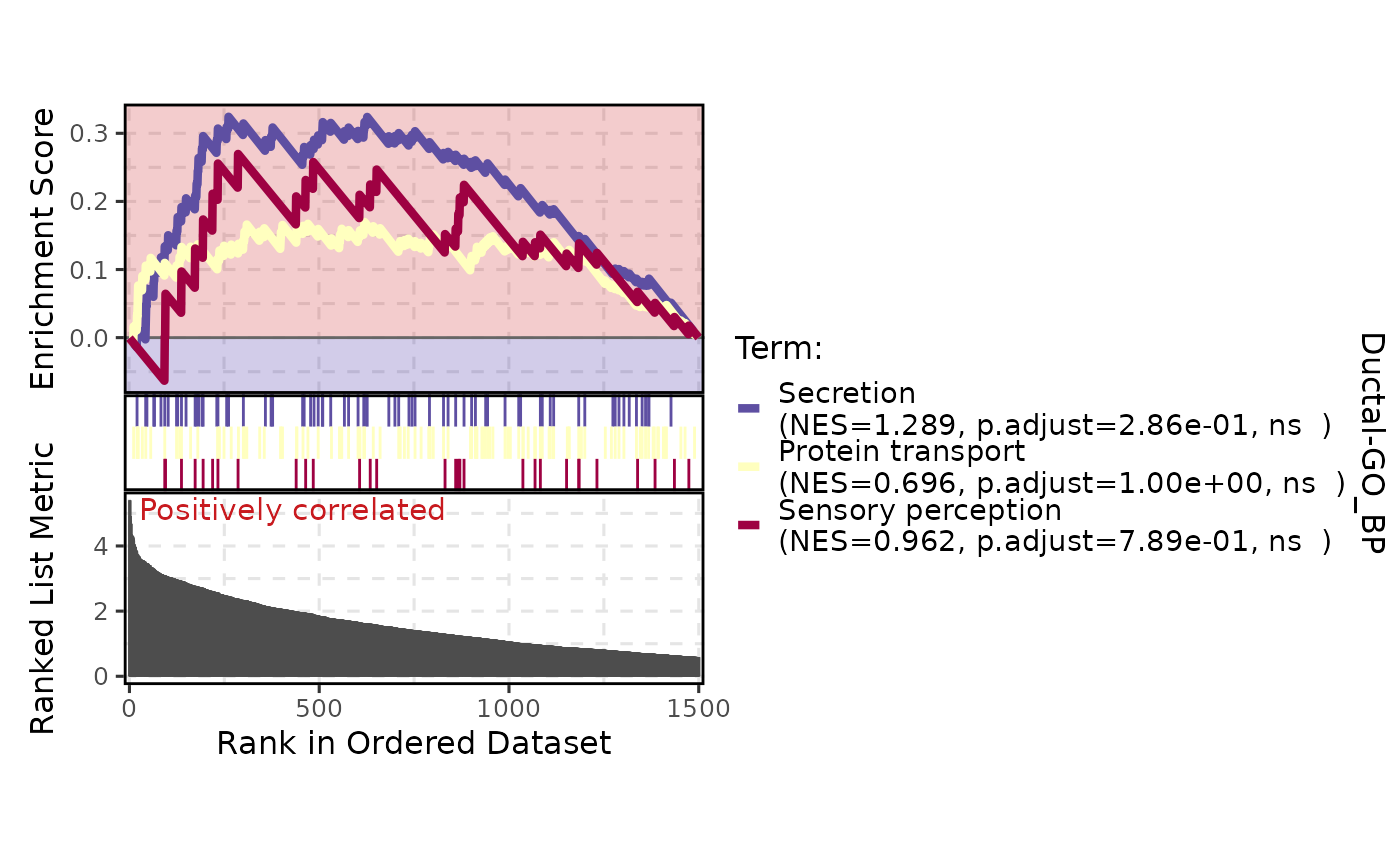 Enrichment Score
0.3
0.2
0.1
0.0
Ranked List Metric
Positively correlated
4
2
0
0
500
1000
1500
Rank in Ordered Dataset
Term:
Secretion
(NES=1.289, p.adjust=2.86e-01, ns  )
Protein transport
(NES=0.696, p.adjust=1.00e+00, ns  )
Sensory perception
(NES=0.962, p.adjust=7.89e-01, ns  )
Ductal-GO_BP